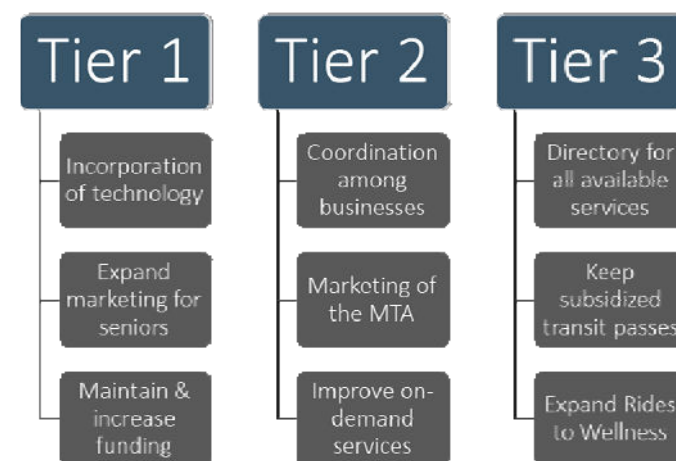 Tier 1
Incorporation
of technology
Expand
marketing for
seniors
Maintain &
increase
funding
Tier 2
Coordination
among
businesses
Marketing of
the MTA
Improve on-
demand
services
Tier 3
Directory for
all available
services
Keep
subsidized
transit passes
Expand Rides
to Wellness